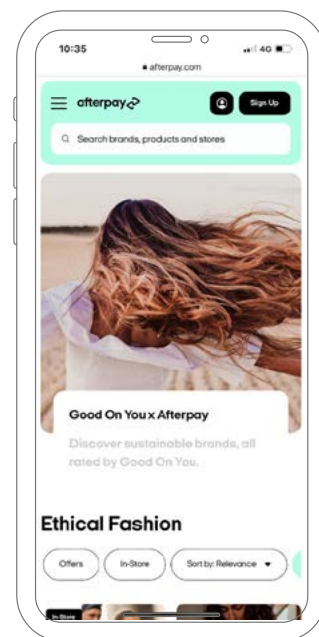 10:35
4G
afterpay.com
afterpay
Sign Up
Search brands, products and stores
Good On You x Afterpay
Discover sustainable brands, all
rated by Good On You.
Ethical Fashion
Offers
In-Store
Sort by: Relevance
In-Store